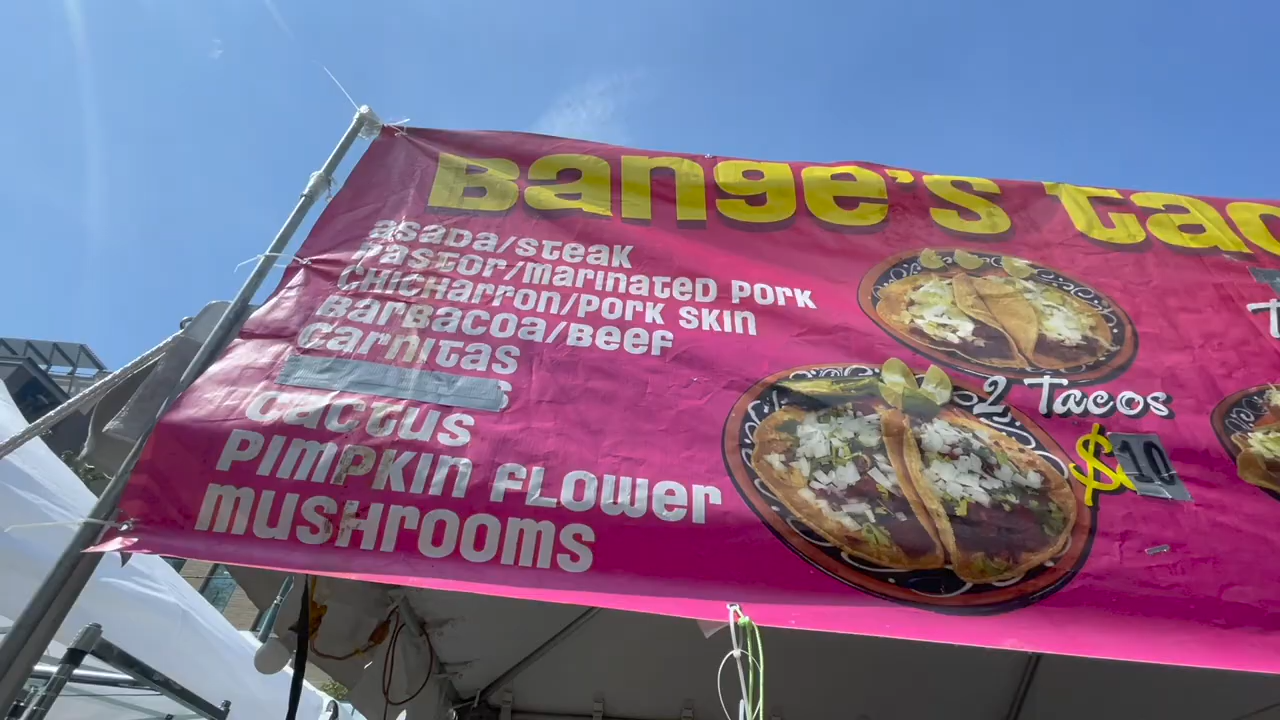 Bange's tac
asada/steak
Pastor/marinated pork
CHICHarron/pork skin
BarBacoa/Beef
Carnitas
s
cactus
PIMPKIN FLOWER
mushrooms
2 Tacos
$10